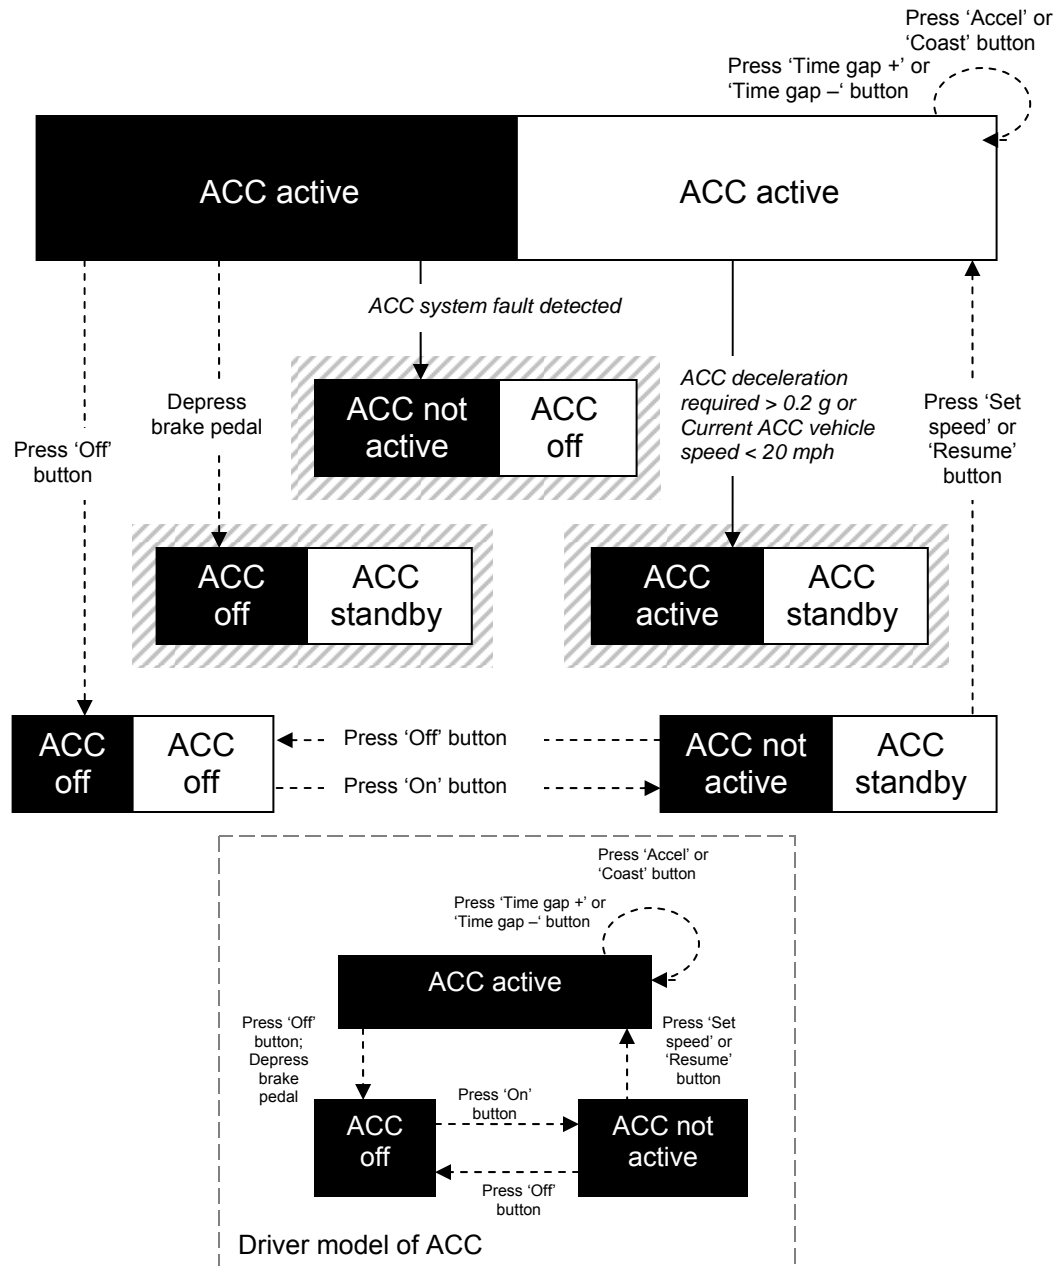 Press ‘Accel’ or
‘Coast’ button
Press ‘Time gap +’ or
‘Time gap –‘ button
ACC active
ACC active
ACC system fault detected
ACC not
active
ACC
off
ACC deceleration
required > 0.2 g or
Current ACC vehicle
speed < 20 mph
Depress
brake pedal
Press ‘Off’
button
Press ‘Set
speed’ or
‘Resume’
button
ACC
off
ACC
standby
ACC
active
ACC
standby
ACC
off
ACC
off
Press ‘Off’ button
Press ‘On’ button
ACC not
active
ACC
standby
Press ‘Accel’ or
‘Coast’ button
Press ‘Time gap +’ or
‘Time gap –‘ button
ACC active
Press ‘Off’
button;
Depress
brake
pedal
Press ‘Set
speed’ or
‘Resume’
button
Press ‘On’
button
ACC
off
ACC not
active
Press ‘Off’
button
Driver model of ACC